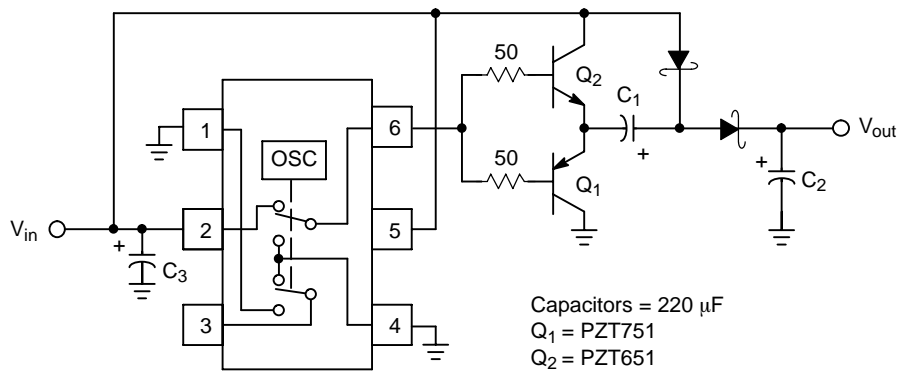 50
Q2
C1
1
6
Vout
OSC
50
+
+
Q1
C2
Vin
2
5
+
C3
3
4
Capacitors = 220 μF
Q1 = PZT751
Q2 = PZT651